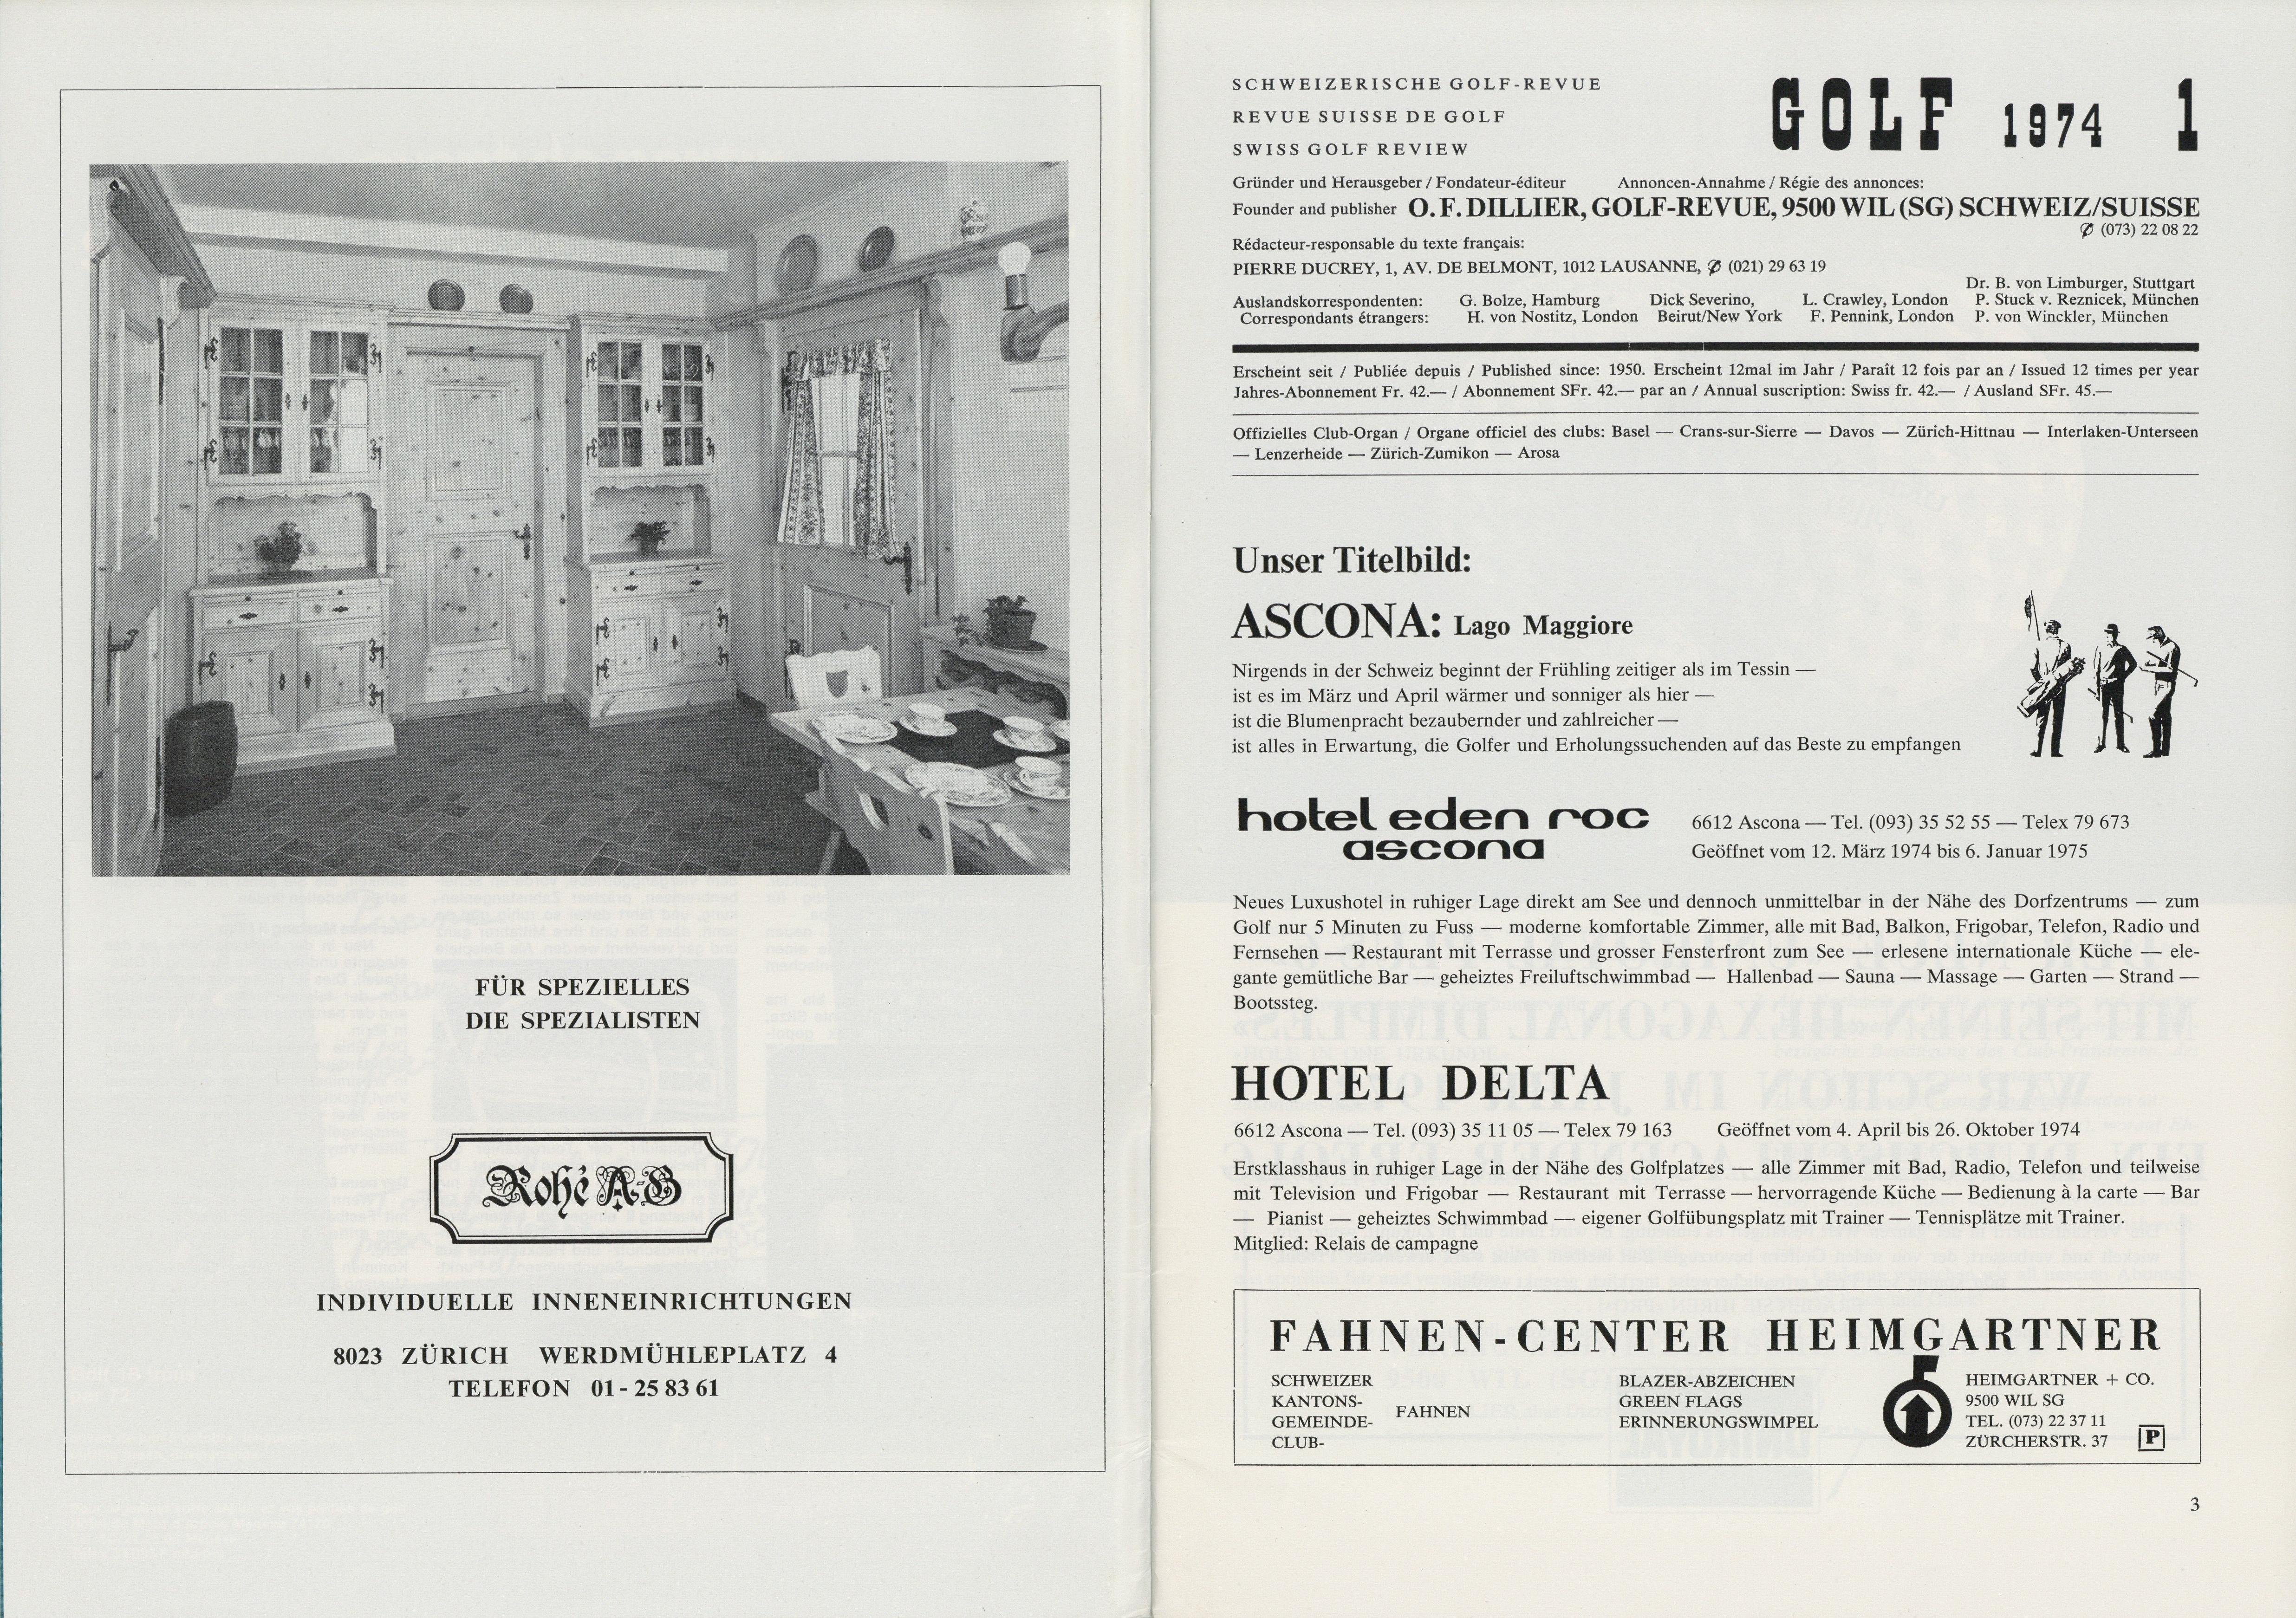 FÜR SPEZIELLES
DIE SPEZIALISTEN
Rohé A-G
INDIVIDUELLE INNENEINRICHTUNGEN
8023 ZÜRICH WERDMÜHLEPLATZ 4
TELEFON 01-25 83 61
SCHWEIZERISCHE GOLF-REVUE
REVUE SUISSE DE GOLF
SWISS GOLF REVIEW
GOLF 1974 1
Gründer und Herausgeber / Fondateur-éditeur Annoncen-Annahme / Régie des annonces:
Founder and publisher O. F. DILLIER, GOLF-REVUE, 9500 WIL (SG) SCHWEIZ/SUISSE
✆ (073) 22 08 22
Rédacteur-responsable du texte français:
PIERRE DUCREY, 1, AV. DE BELMONT, 1012 LAUSANNE, ✆ (021) 29 63 19
Dr. B. von Limburger, Stuttgart
Auslandskorrespondenten: G. Bolze, Hamburg Dick Severino, L. Crawley, London P. Stuck v. Reznicek, München
Correspondants étrangers: H. von Nostitz, London Beirut/New York F. Pennink, London P. von Winckler, München
Erscheint seit / Publiée depuis / Published since: 1950. Erscheint 12mal im Jahr / Paraît 12 fois par an / Issued 12 times per year
Jahres-Abonnement Fr. 42.— / Abonnement SFr. 42.— par an / Annual suscription: Swiss fr. 42.— / Ausland SFr. 45.—
Offizielles Club-Organ / Organe officiel des clubs: Basel — Crans-sur-Sierre — Davos — Zürich-Hittnau — Interlaken-Unterseen
— Lenzerheide — Zürich-Zumikon — Arosa
Unser Titelbild:
ASCONA: Lago Maggiore
Nirgends in der Schweiz beginnt der Frühling zeitiger als im Tessin —
ist es im März und April wärmer und sonniger als hier —
ist die Blumenpracht bezaubernder und zahlreicher —
ist alles in Erwartung, die Golfer und Erholungssuchenden auf das Beste zu empfangen
hotel eden roc
ascona
6612 Ascona — Tel. (093) 35 52 55 — Telex 79 673
Geöffnet vom 12. März 1974 bis 6. Januar 1975
Neues Luxushotel in ruhiger Lage direkt am See und dennoch unmittelbar in der Nähe des Dorfzentrums — zum
Golf nur 5 Minuten zu Fuss — moderne komfortable Zimmer, alle mit Bad, Balkon, Frigobar, Telefon, Radio und
Fernsehen — Restaurant mit Terrasse und grosser Fensterfront zum See — erlesene internationale Küche — ele-
gante gemütliche Bar — geheiztes Freiluftschwimmbad — Hallenbad — Sauna — Massage — Garten — Strand —
Bootssteg.
HOTEL DELTA
6612 Ascona — Tel. (093) 35 11 05 — Telex 79 163 Geöffnet vom 4. April bis 26. Oktober 1974
Erstklasshaus in ruhiger Lage in der Nähe des Golfplatzes — alle Zimmer mit Bad, Radio, Telefon und teilweise
mit Television und Frigobar — Restaurant mit Terrasse — hervorragende Küche — Bedienung à la carte — Bar
— Pianist — geheiztes Schwimmbad — eigener Golfübungsplatz mit Trainer — Tennisplätze mit Trainer.
Mitglied: Relais de campagne
FAHNEN-CENTER HEIMGARTNER
SCHWEIZER
KANTONS-
GEMEINDE-
CLUB-
FAHNEN
BLAZER-ABZEICHEN
GREEN FLAGS
ERINNERUNGSWIMPEL
HEIMGARTNER + CO.
9500 WIL SG
TEL. (073) 22 37 11
ZÜRCHERSTR. 37
P
3